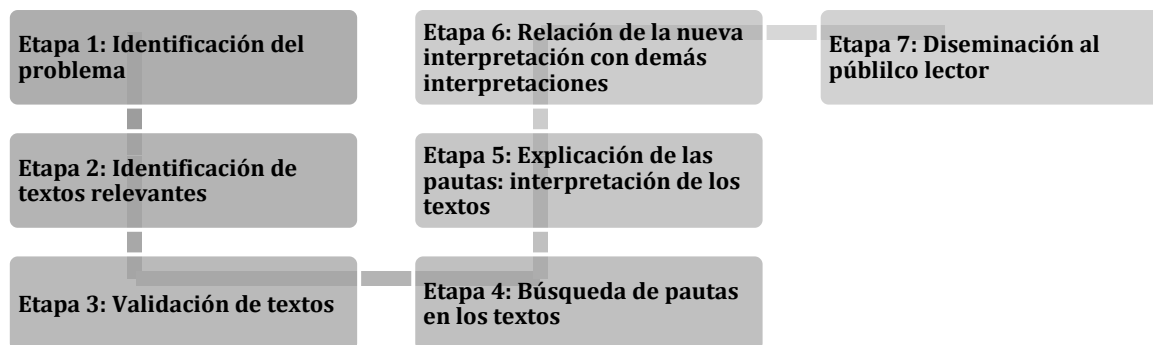 Etapa 1: Identificación del
problema
Etapa 2: Identificación de
textos relevantes
Etapa 3: Validación de textos
Etapa 4: Búsqueda de pautas
en los textos
Etapa 5: Explicación de las
pautas: interpretación de los
textos
Etapa 6: Relación de la nueva
interpretación con demás
interpretaciones
Etapa 7: Diseminación al
públilco lector